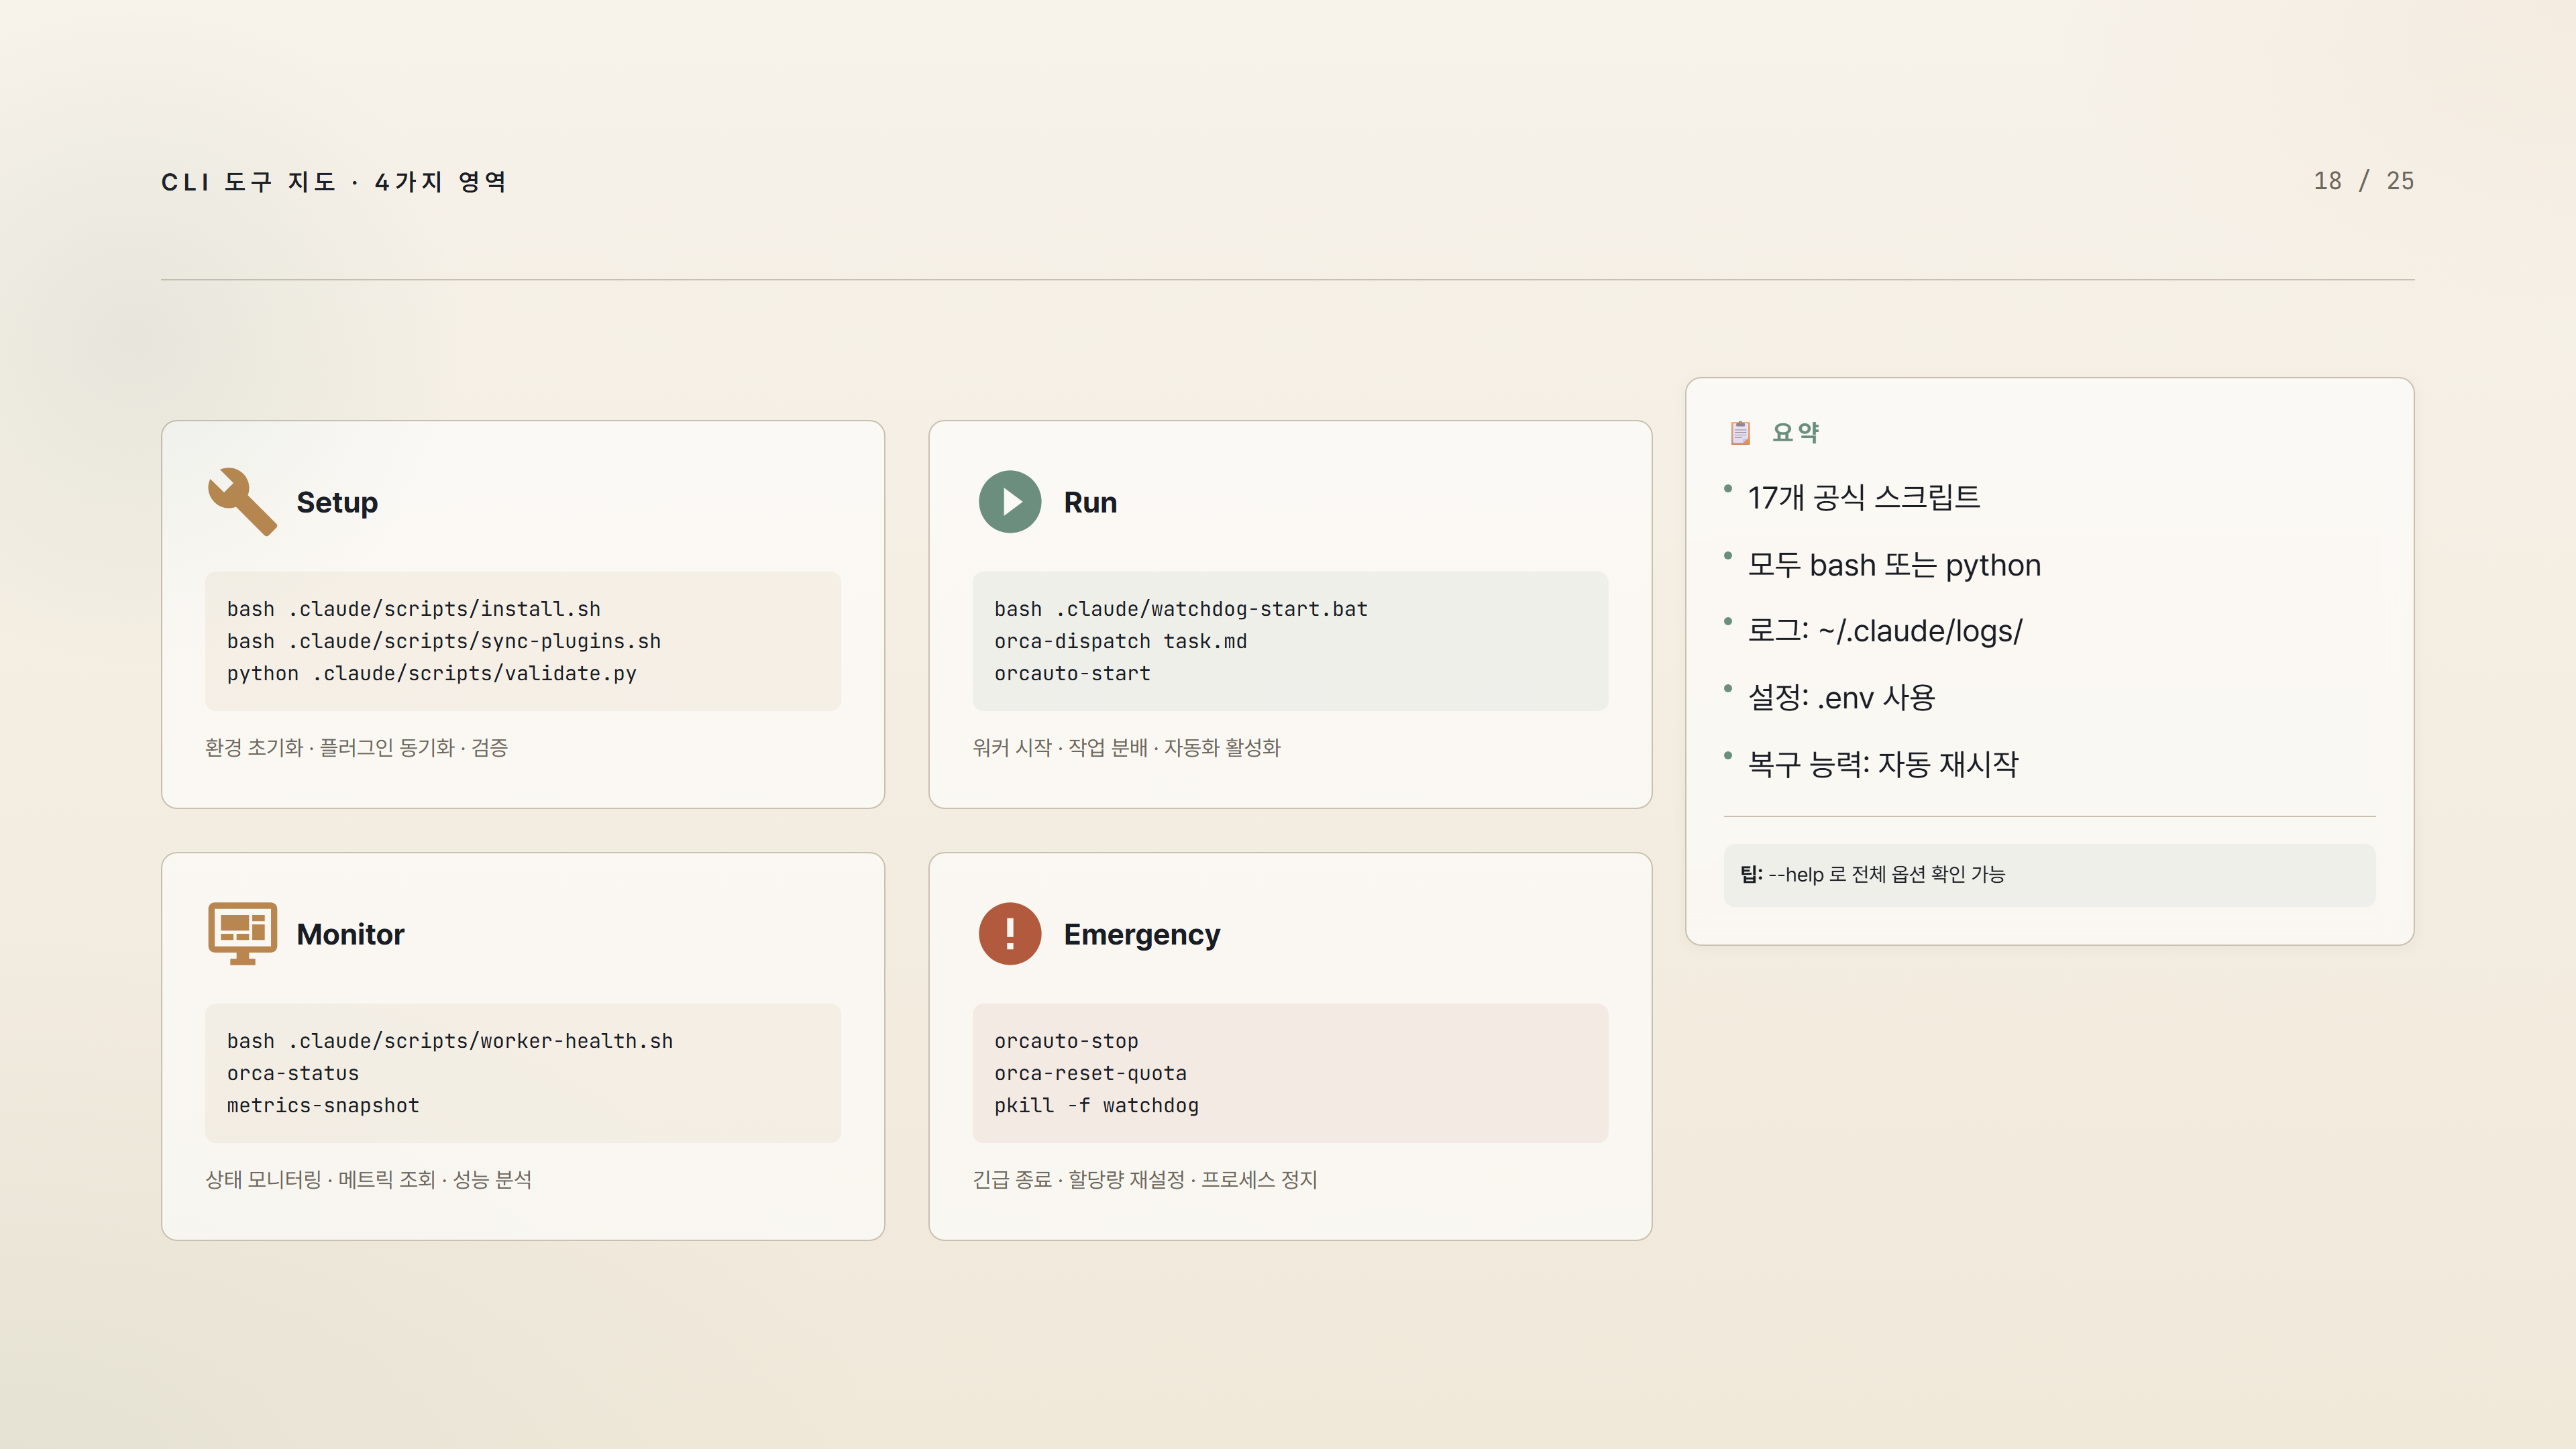 CLI 도구 지도 · 4가지 영역
18 / 25
Setup
bash .claude/scripts/install.sh
bash .claude/scripts/sync-plugins.sh
python .claude/scripts/validate.py
환경 초기화 · 플러그인 동기화 · 검증
Run
bash .claude/watchdog-start.bat
orca-dispatch task.md
orcauto-start
워커 시작 · 작업 분배 · 자동화 활성화
Monitor
bash .claude/scripts/worker-health.sh
orca-status
metrics-snapshot
상태 모니터링 · 메트릭 조회 · 성능 분석
Emergency
orcauto-stop
orca-reset-quota
pkill -f watchdog
긴급 종료 · 할당량 재설정 · 프로세스 정지
📋 요약
• 17개 공식 스크립트
• 모두 bash 또는 python
• 로그: ~/.claude/logs/
• 설정: .env 사용
• 복구 능력: 자동 재시작
팁: --help 로 전체 옵션 확인 가능